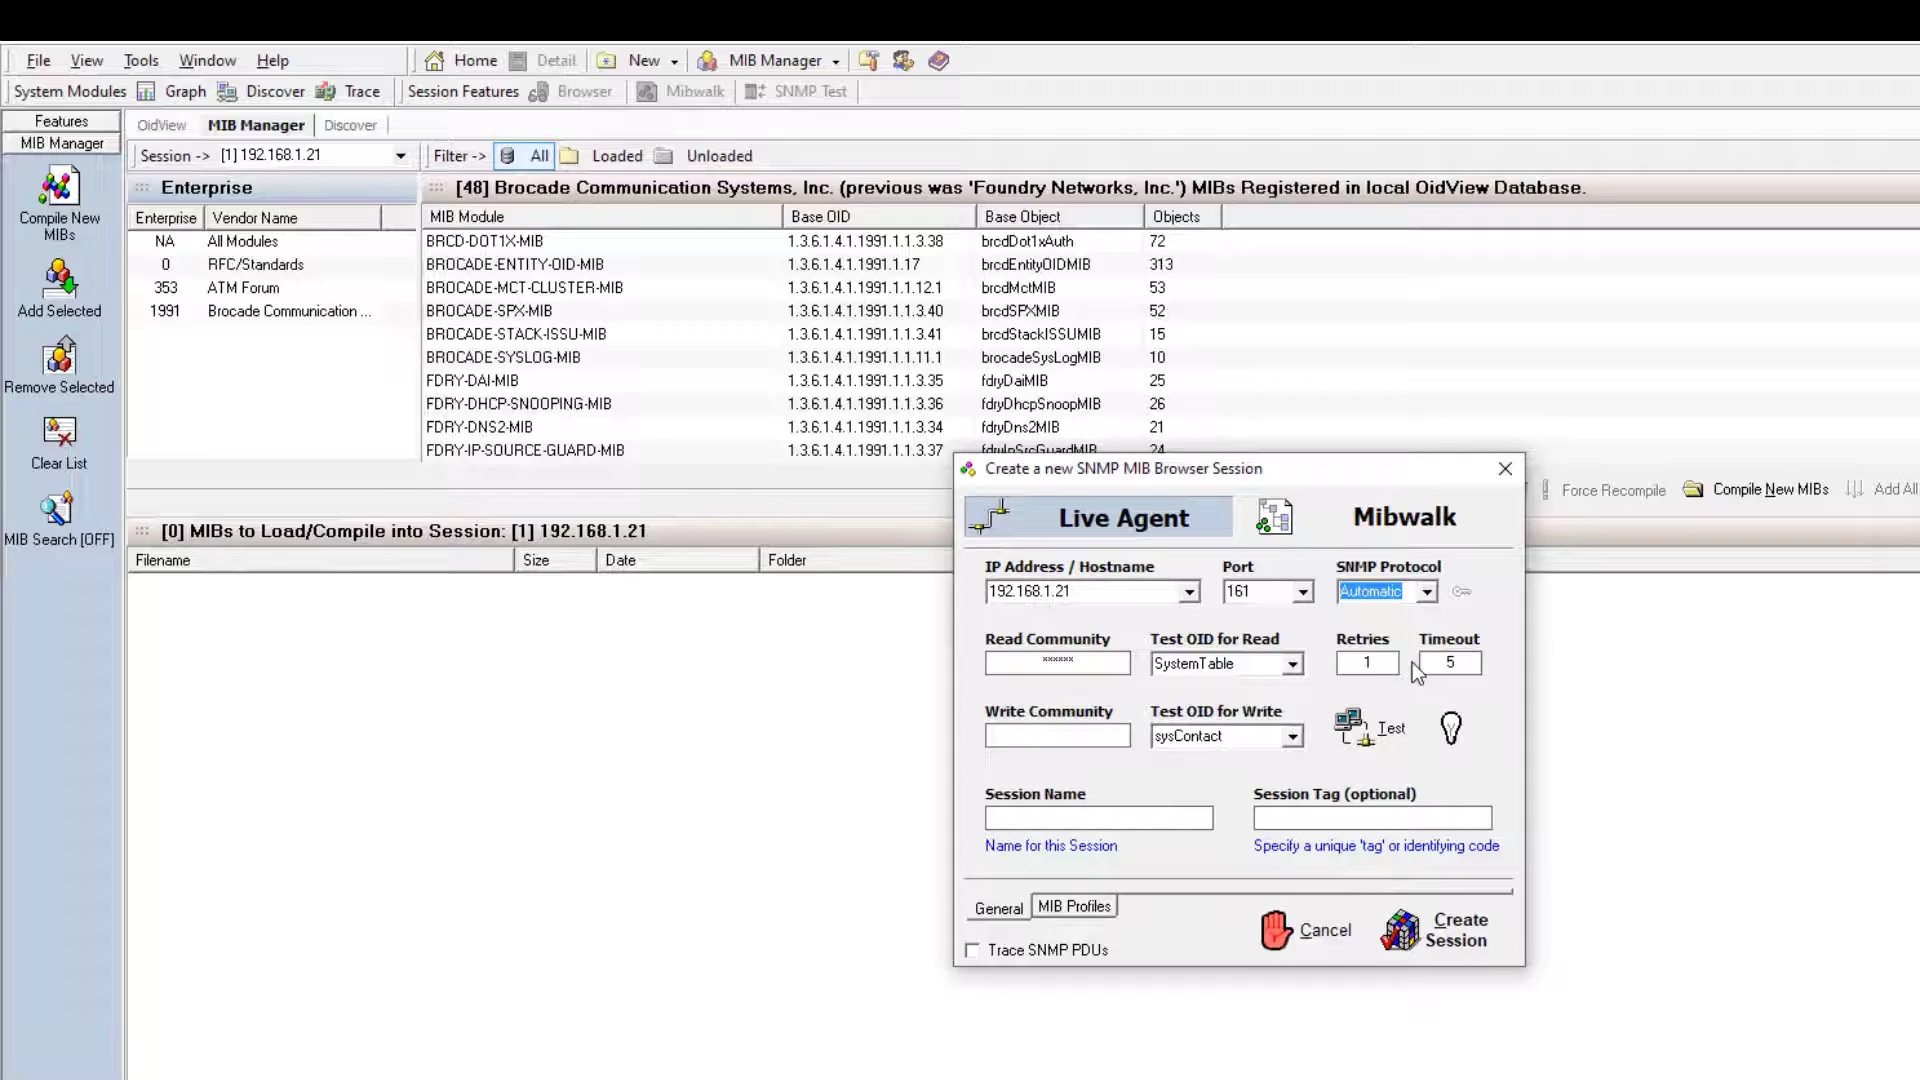 File View Tools Window Help Home Detail New MIB Manager
System Modules Graph Discover Trace Session Features Browser Mibwalk SNMP Test
Features
MIB Manager
Compile New
MIBs
Add Selected
Remove Selected
Clear List
MIB Search [OFF]
OidView MIB Manager Discover
Session -> [1] 192.168.1.21 Filter -> All Loaded Unloaded
Enterprise
Enterprise Vendor Name
NA All Modules
0 RFC/Standards
353 ATM Forum
1991 Brocade Communication ...
[48] Brocade Communication Systems, Inc. (previous was 'Foundry Networks, Inc.') MIBs Registered in local OidView Database.
MIB Module Base OID Base Object Objects
BRCD-DOT1X-MIB 1.3.6.1.4.1.1991.1.1.3.38 brcdDot1xAuth 72
BROCADE-ENTITY-OID-MIB 1.3.6.1.4.1.1991.1.17 brcdEntityOIDMIB 313
BROCADE-MCT-CLUSTER-MIB 1.3.6.1.4.1.1991.1.1.12.1 brcdMctMIB 53
BROCADE-SPX-MIB 1.3.6.1.4.1.1991.1.1.3.40 brcdSPXMIB 52
BROCADE-STACK-ISSU-MIB 1.3.6.1.4.1.1991.1.1.3.41 brcdStackISSUMIB 15
BROCADE-SYSLOG-MIB 1.3.6.1.4.1.1991.1.1.11.1 brocadeSysLogMIB 10
FDRY-DAI-MIB 1.3.6.1.4.1.1991.1.1.3.35 fdryDaiMIB 25
FDRY-DHCP-SNOOPING-MIB 1.3.6.1.4.1.1991.1.1.3.36 fdryDhcpSnoopMIB 26
FDRY-DNS2-MIB 1.3.6.1.4.1.1991.1.1.3.34 fdryDns2MIB 21
FDRY-IP-SOURCE-GUARD-MIB 1.3.6.1.4.1.1991.1.1.3.37 fdryIpSrcGuardMIB 24
Force Recompile Compile New MIBs Add All
[0] MIBs to Load/Compile into Session: [1] 192.168.1.21
Filename Size Date Folder
Create a new SNMP MIB Browser Session
Live Agent Mibwalk
IP Address / Hostname Port SNMP Protocol
192.168.1.21 161 Automatic
Read Community Test OID for Read Retries Timeout
****** SystemTable 1 5
Write Community Test OID for Write
sysContact Test
Session Name Session Tag (optional)
Name for this Session Specify a unique 'tag' or identifying code
General MIB Profiles
Cancel Create
Session
Trace SNMP PDUs